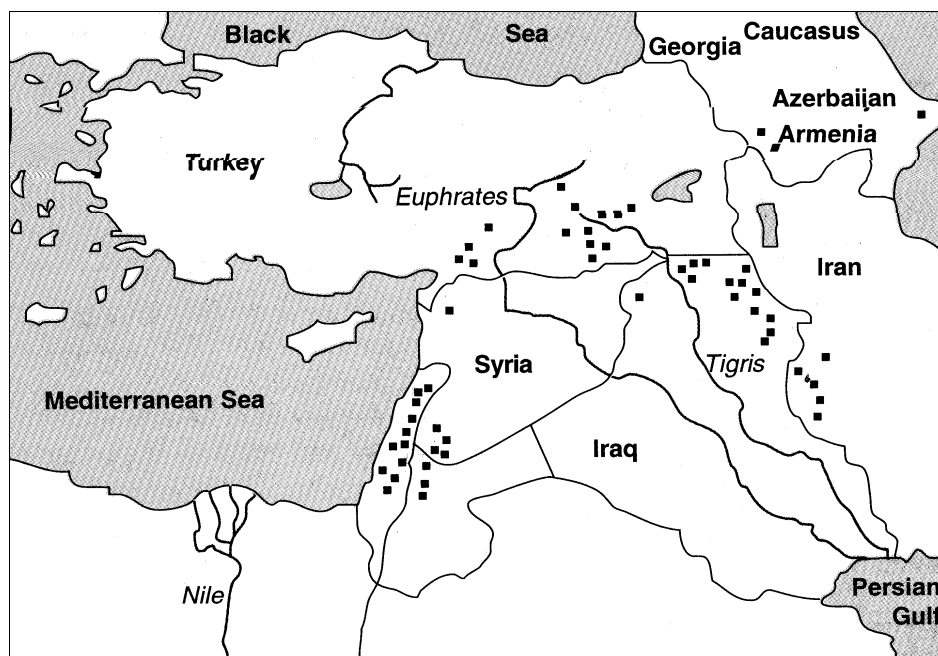 Black Sea
Georgia
Caucasus
Azerbaijan
Armenia
Turkey
Euphrates
Iran
Syria
Tigris
Mediterranean Sea
Iraq
Nile
Persian
Gulf